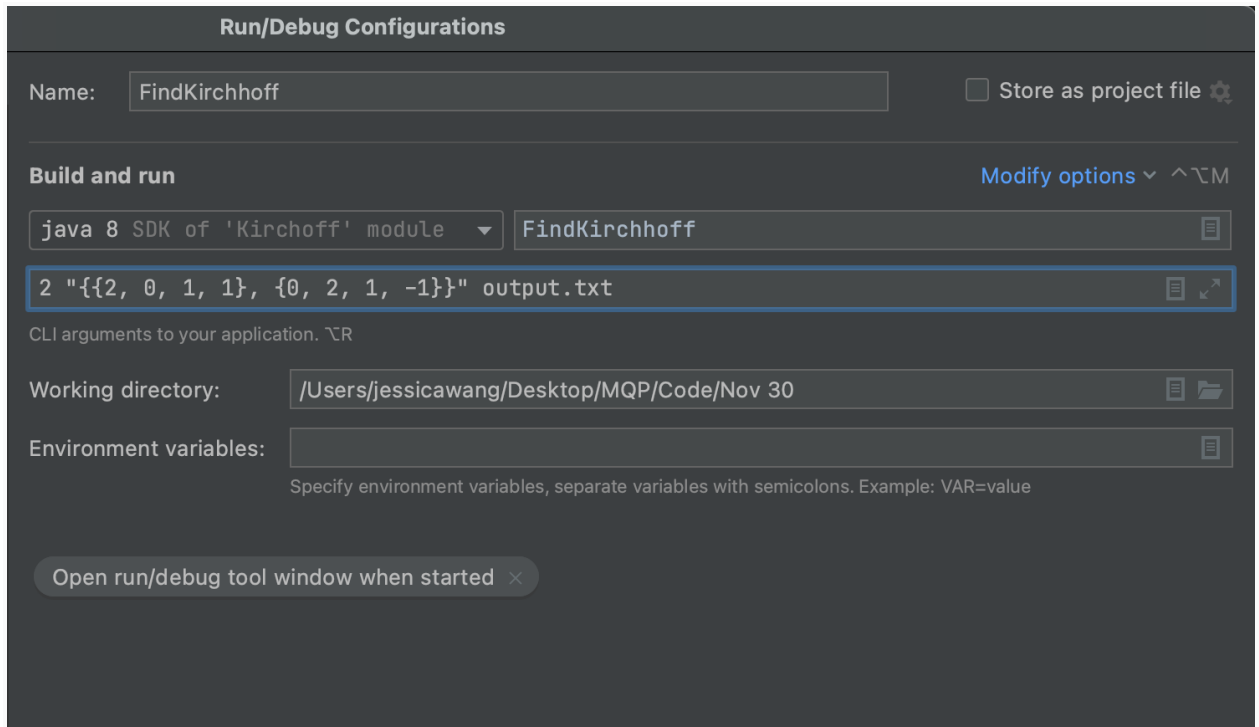 Run/Debug Configurations
Name: FindKirchhoff Store as project file
Build and run Modify options ⌃⌥M
java 8 SDK of 'Kirchoff' module FindKirchhoff
2 "{{2, 0, 1, 1}, {0, 2, 1, -1}}" output.txt
CLI arguments to your application. ⌥R
Working directory: /Users/jessicawang/Desktop/MQP/Code/Nov 30
Environment variables:
Specify environment variables, separate variables with semicolons. Example: VAR=value
Open run/debug tool window when started ×